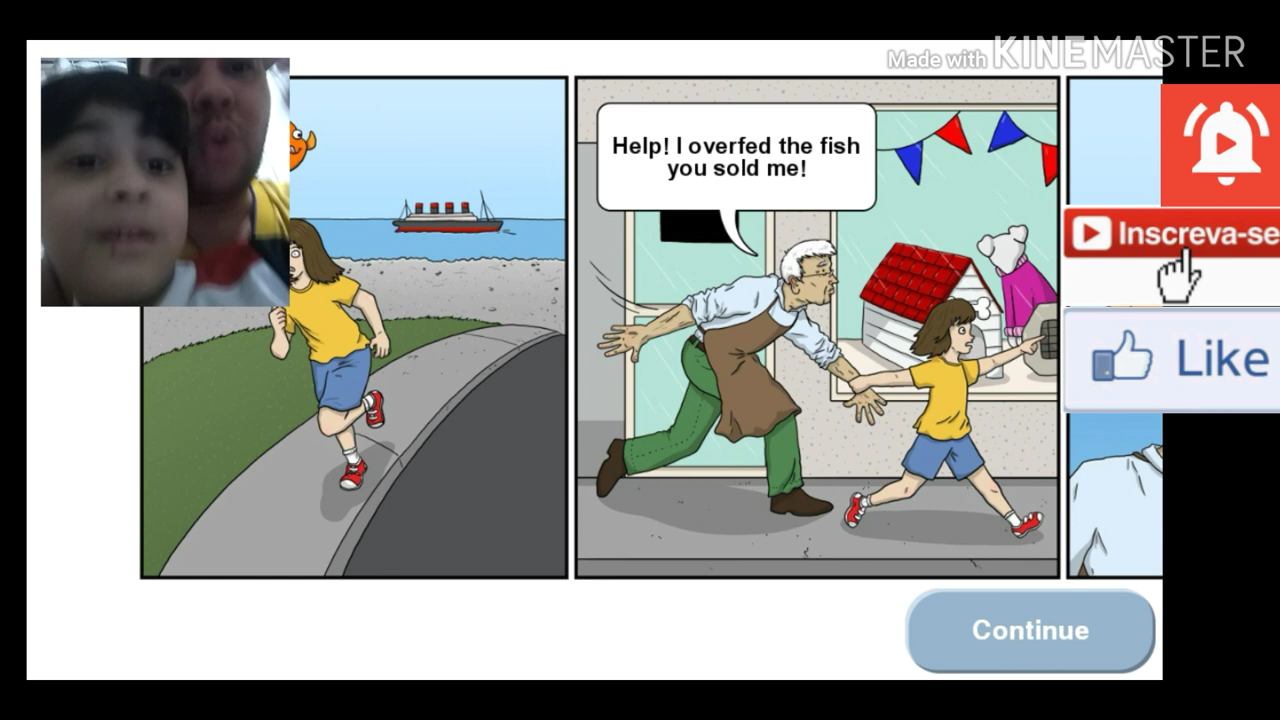 Made with KINEMASTER
Help! I overfed the fish
you sold me!
Inscreva-se
Like
Continue